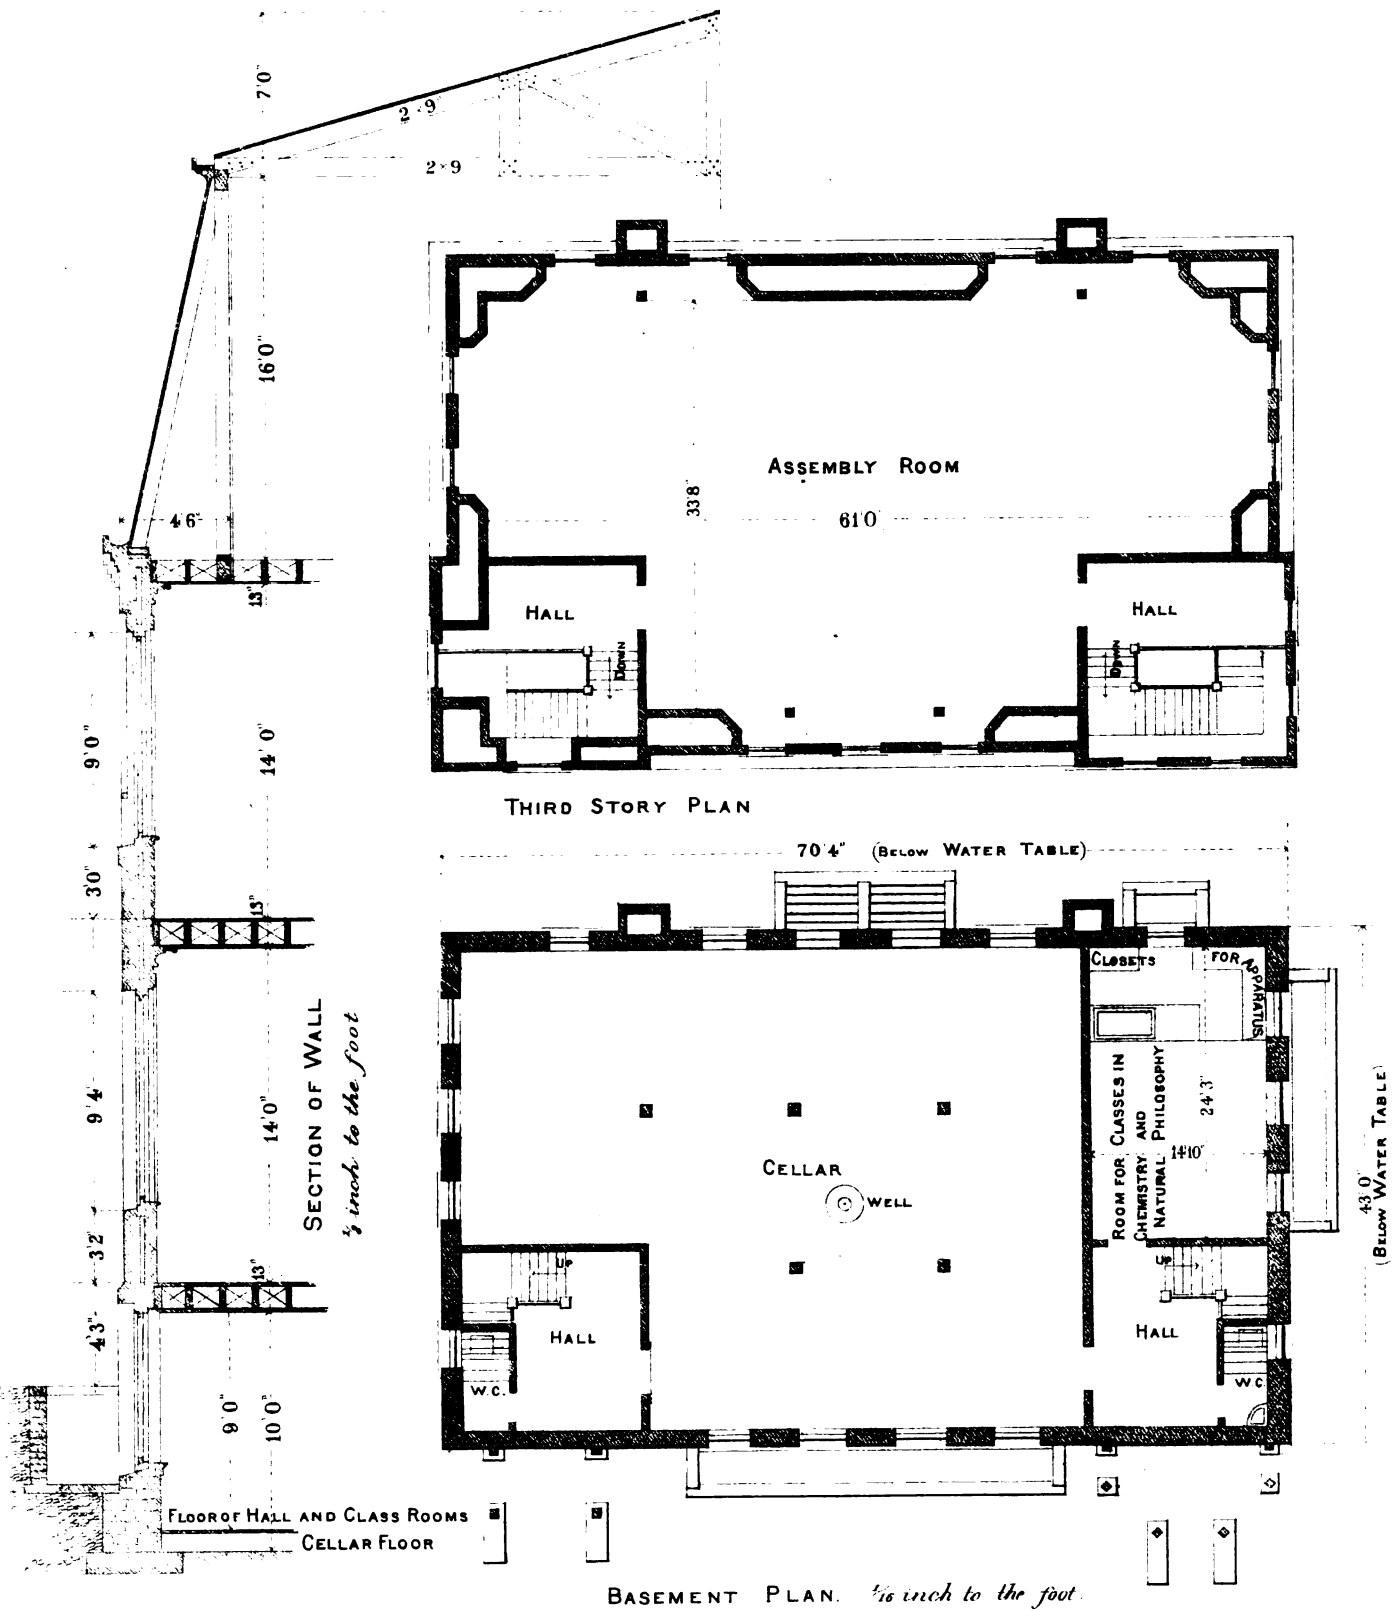 7'0"
2×9
2×9
16'0"
4'6"
13"
9'0"
14'0"
3'0"
13"
SECTION OF WALL
⅛ inch to the foot
9'4"
14'0"
3'2"
13"
4'3"
9'0"
10'0"
FLOOR OF HALL AND CLASS ROOMS
CELLAR FLOOR
ASSEMBLY ROOM
33'8"
61'0"
HALL
DOWN
HALL
DOWN
THIRD STORY PLAN
70'4" (BELOW WATER TABLE)
CLOSETS FOR APPARATUS
ROOM FOR CLASSES IN
CHEMISTRY AND
NATURAL PHILOSOPHY
24'3"
14'10"
43'0"
(BELOW WATER TABLE)
CELLAR
WELL
UP
HALL
W.C.
UP
HALL
W.C.
BASEMENT PLAN. 1/16 inch to the foot.